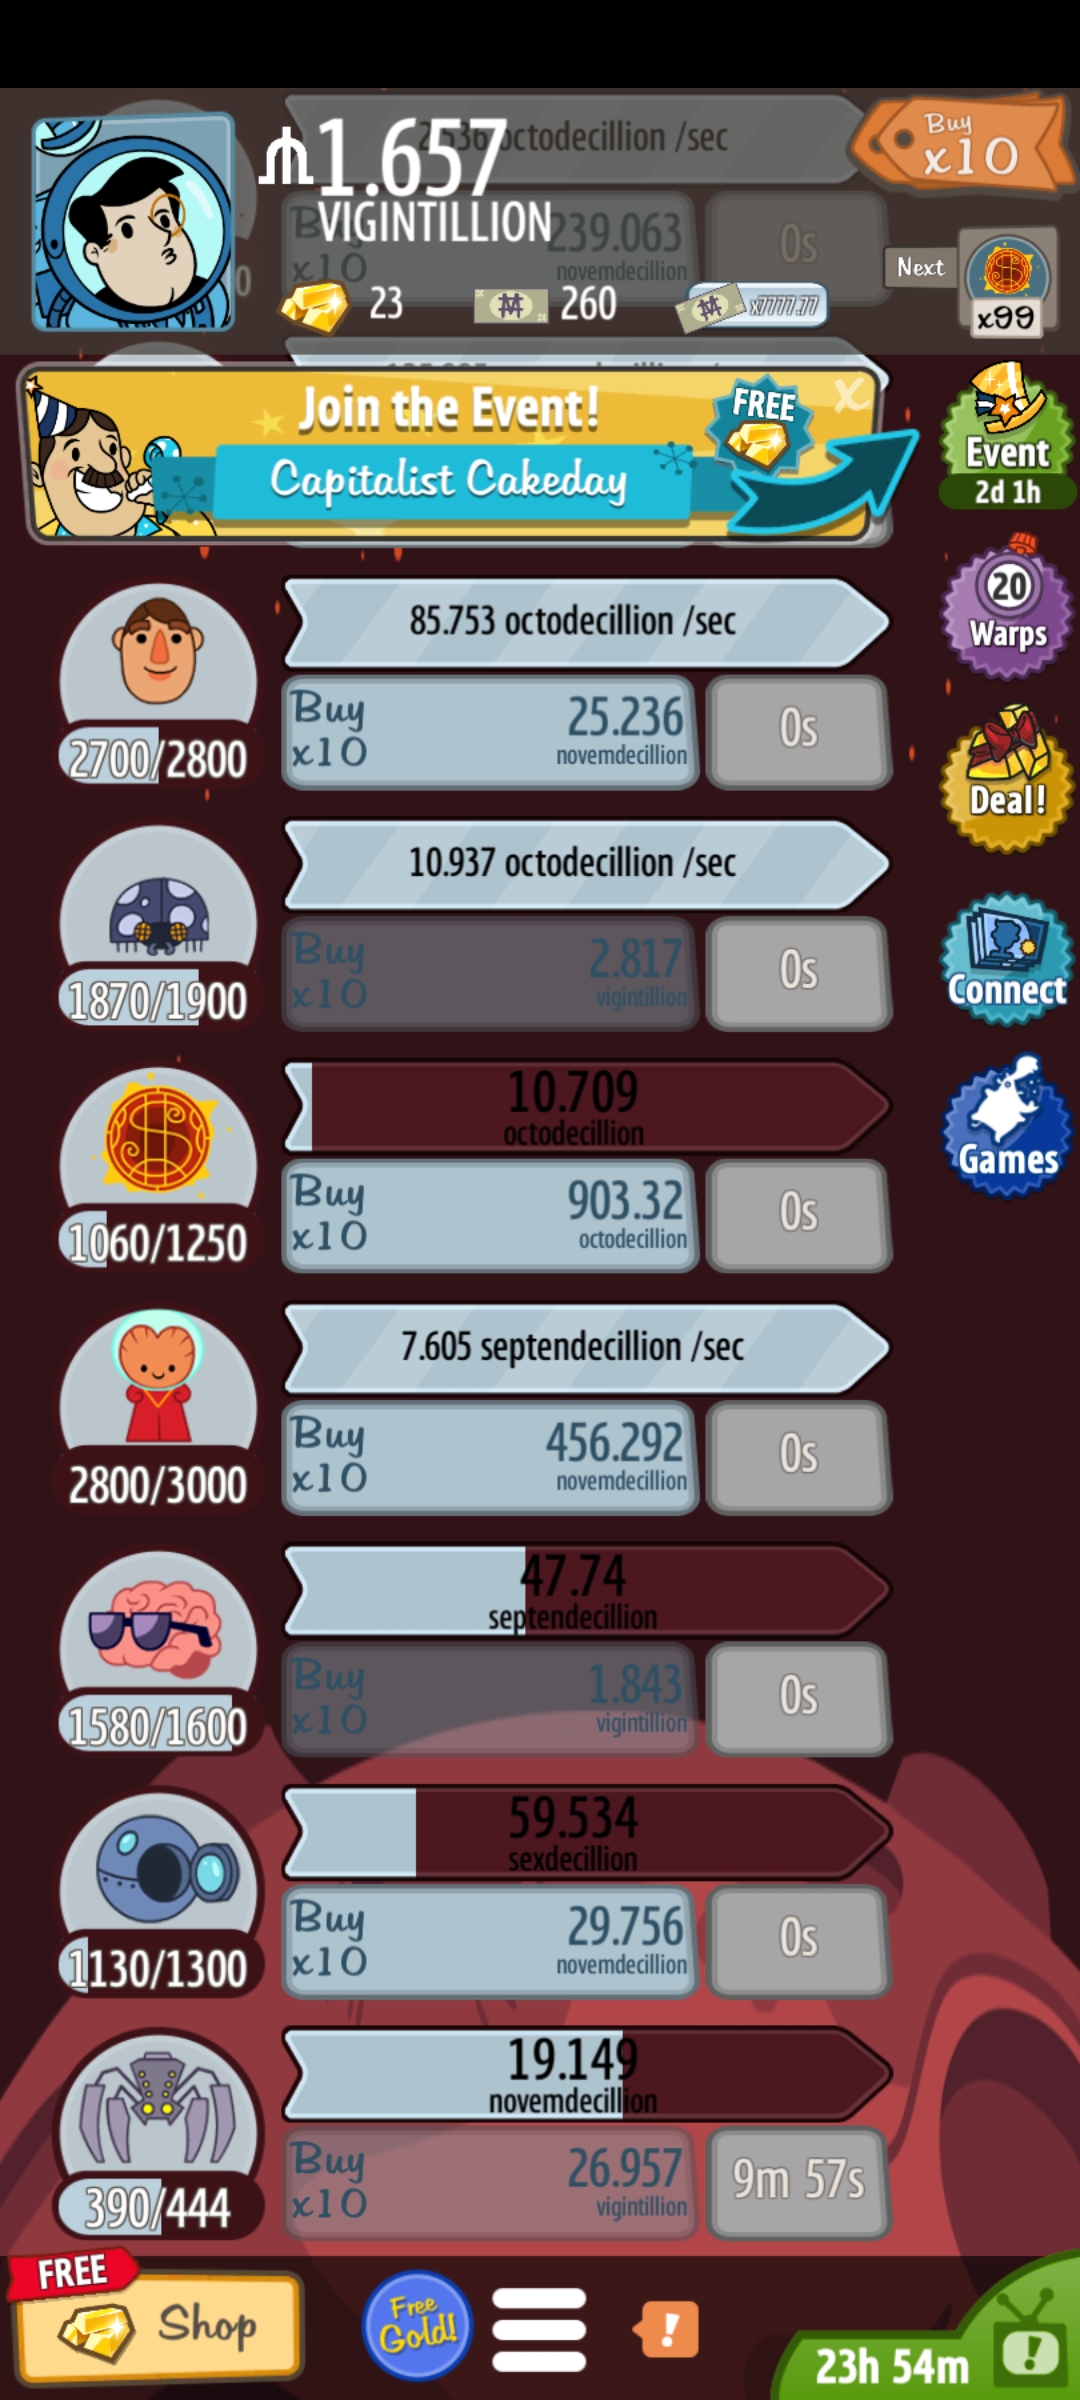 2.536 octodecillion /sec
1.657
VIGINTILLION
Buy
x10
239.063
novemdecillion
0s
Buy
x10
23
260
x7777.77
Next
x99
Join the Event!
Capitalist Cakeday
FREE
x
Event
2d 1h
85.753 octodecillion /sec
2700/2800
Buy
x10
25.236
novemdecillion
0s
20
Warps
Deal!
10.937 octodecillion /sec
1870/1900
Buy
x10
2.817
vigintillion
0s
Connect
10.709
octodecillion
1060/1250
Buy
x10
903.32
octodecillion
0s
Games
7.605 septendecillion /sec
2800/3000
Buy
x10
456.292
novemdecillion
0s
47.74
septendecillion
1580/1600
Buy
x10
1.843
vigintillion
0s
59.534
sexdecillion
1130/1300
Buy
x10
29.756
novemdecillion
0s
19.149
novemdecillion
390/444
Buy
x10
26.957
vigintillion
9m 57s
FREE
Shop
Free
Gold!
!
23h 54m
!